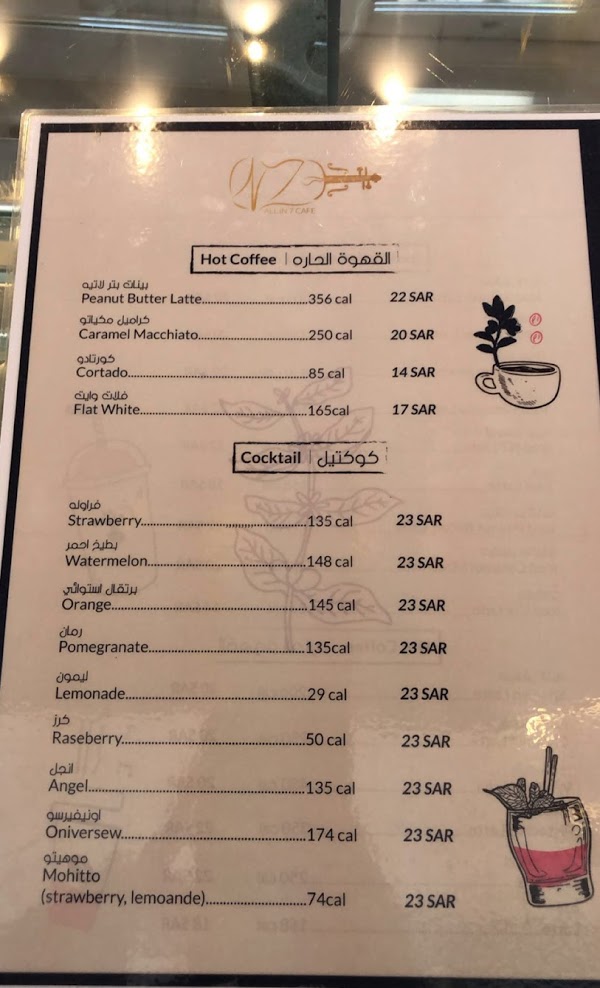 ALL IN 1 CAFE
Hot Coffee | القهوة الحاره
بينات بتر لاتيه
Peanut Butter Latte.....356 cal 22 SAR
كراميل مكياتو
Caramel Macchiato.....250 cal 20 SAR
كورتادو
Cortado.....85 cal 14 SAR
فلات وايت
Flat White.....165cal 17 SAR
Cocktail | كوكتيل
فراوله
Strawberry.....135 cal 23 SAR
بطيخ احمر
Watermelon.....148 cal 23 SAR
برتقال استوائي
Orange.....145 cal 23 SAR
رمان
Pomegranate.....135cal 23 SAR
ليمون
Lemonade.....29 cal 23 SAR
كرز
Raseberry.....50 cal 23 SAR
انجل
Angel.....135 cal 23 SAR
اونيفيرسو
Oniversew.....174 cal 23 SAR
موهيتو
Mohitto
(strawberry, lemoande).....74cal 23 SAR